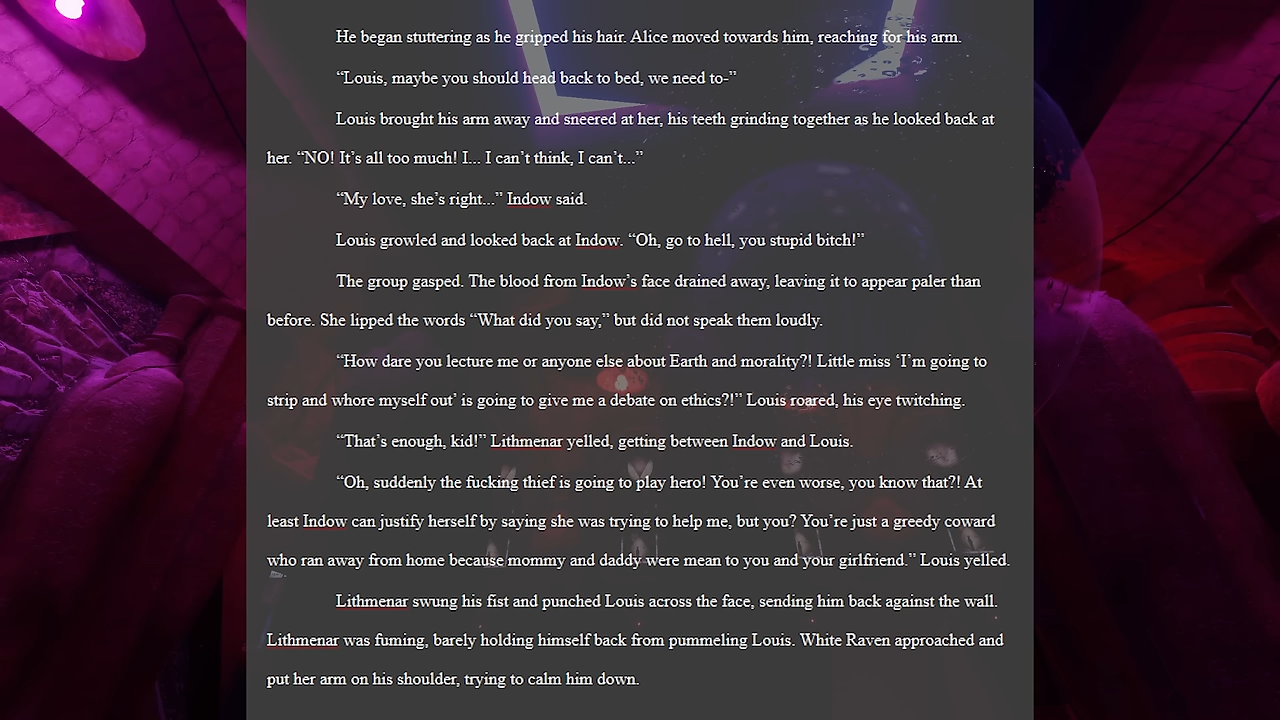 He began stuttering as he gripped his hair. Alice moved towards him, reaching for his arm.
“Louis, maybe you should head back to bed, we need to-”
Louis brought his arm away and sneered at her, his teeth grinding together as he looked back at
her. “NO! It’s all too much! I... I can’t think, I can’t...”
“My love, she’s right...” Indow said.
Louis growled and looked back at Indow. “Oh, go to hell, you stupid bitch!”
The group gasped. The blood from Indow’s face drained away, leaving it to appear paler than
before. She lipped the words “What did you say,” but did not speak them loudly.
“How dare you lecture me or anyone else about Earth and morality?! Little miss ‘I’m going to
strip and whore myself out’ is going to give me a debate on ethics?!” Louis roared, his eye twitching.
“That’s enough, kid!” Lithmenar yelled, getting between Indow and Louis.
“Oh, suddenly the fucking thief is going to play hero! You’re even worse, you know that?! At
least Indow can justify herself by saying she was trying to help me, but you? You’re just a greedy coward
who ran away from home because mommy and daddy were mean to you and your girlfriend.” Louis yelled.
Lithmenar swung his fist and punched Louis across the face, sending him back against the wall.
Lithmenar was fuming, barely holding himself back from pummeling Louis. White Raven approached and
put her arm on his shoulder, trying to calm him down.